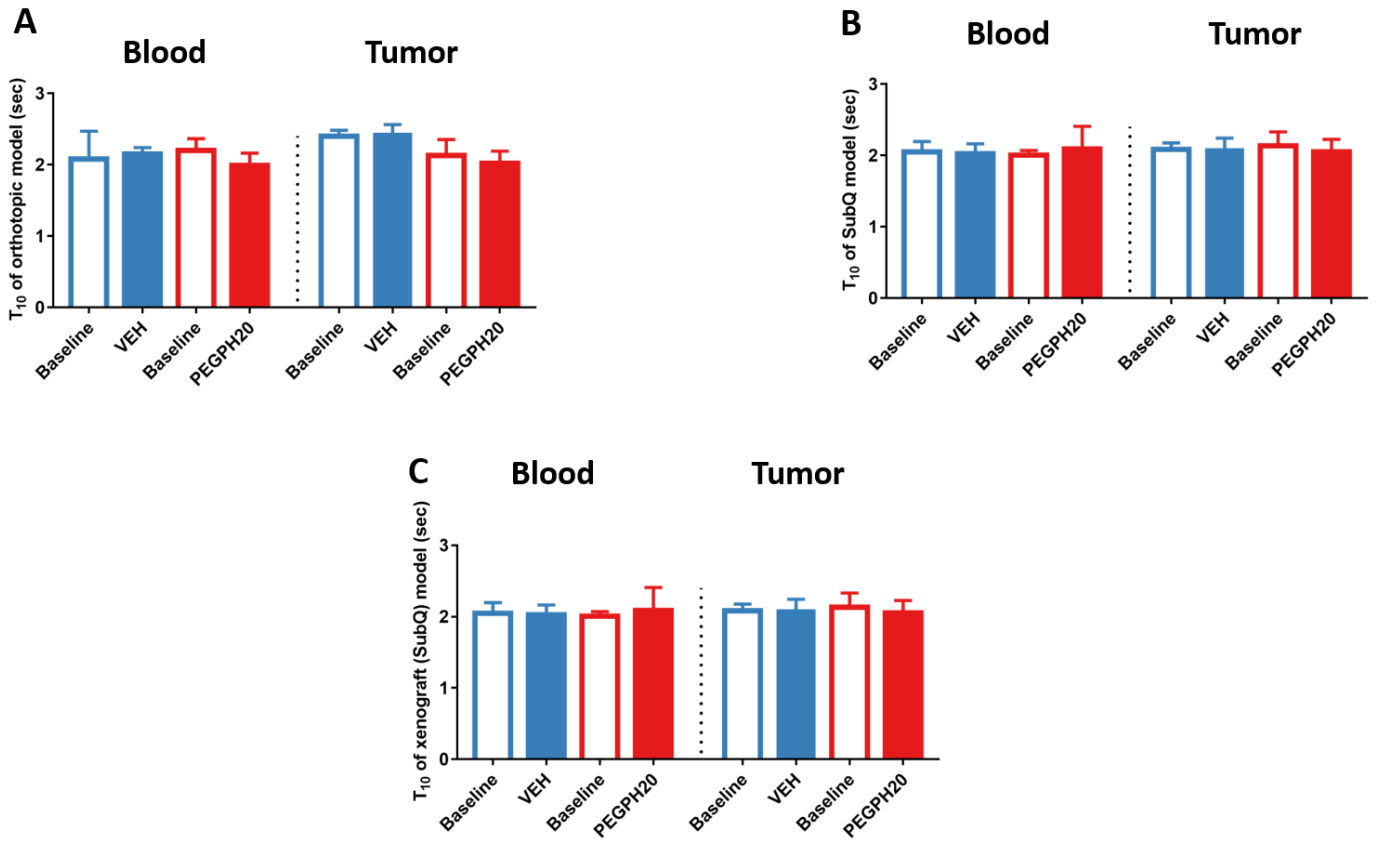 A
Blood Tumor
T10 of orthotopic model (sec)
3
2
1
0
Baseline VEH Baseline PEGPH20 Baseline VEH Baseline PEGPH20
B
Blood Tumor
T10 of SubQ model (sec)
3
2
1
0
Baseline VEH Baseline PEGPH20 Baseline VEH Baseline PEGPH20
C
Blood Tumor
T10 of xenograft (SubQ) model (sec)
3
2
1
0
Baseline VEH Baseline PEGPH20 Baseline VEH Baseline PEGPH20